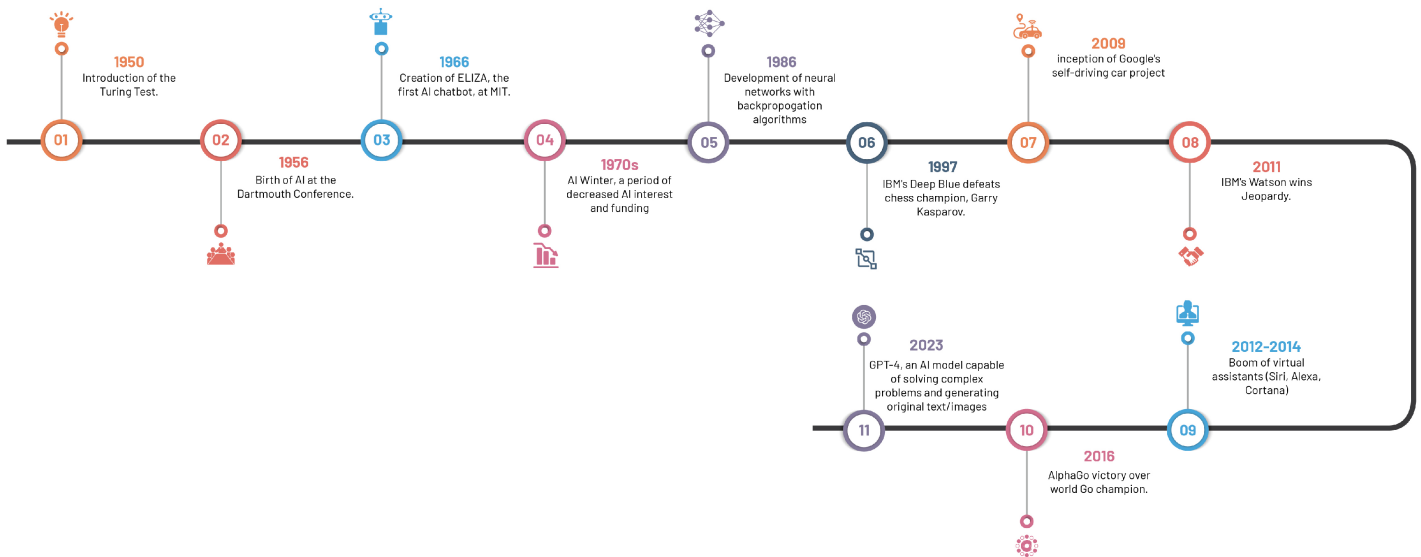 1950
Introduction of the
Turing Test.
01
02
1956
Birth of AI at the
Dartmouth Conference.
1966
Creation of ELIZA, the
first AI chatbot, at MIT.
03
04
1970s
AI Winter, a period of
decreased AI interest
and funding
1986
Development of neural
networks with
backpropogation
algorithms
05
06
1997
IBM's Deep Blue defeats
chess champion, Garry
Kasparov.
2009
inception of Google's
self-driving car project
07
08
2011
IBM's Watson wins
Jeopardy.
2012-2014
Boom of virtual
assistants (Siri, Alexa,
Cortana)
09
10
2016
AlphaGo victory over
world Go champion.
2023
GPT-4, an AI model capable
of solving complex
problems and generating
original text/images
11